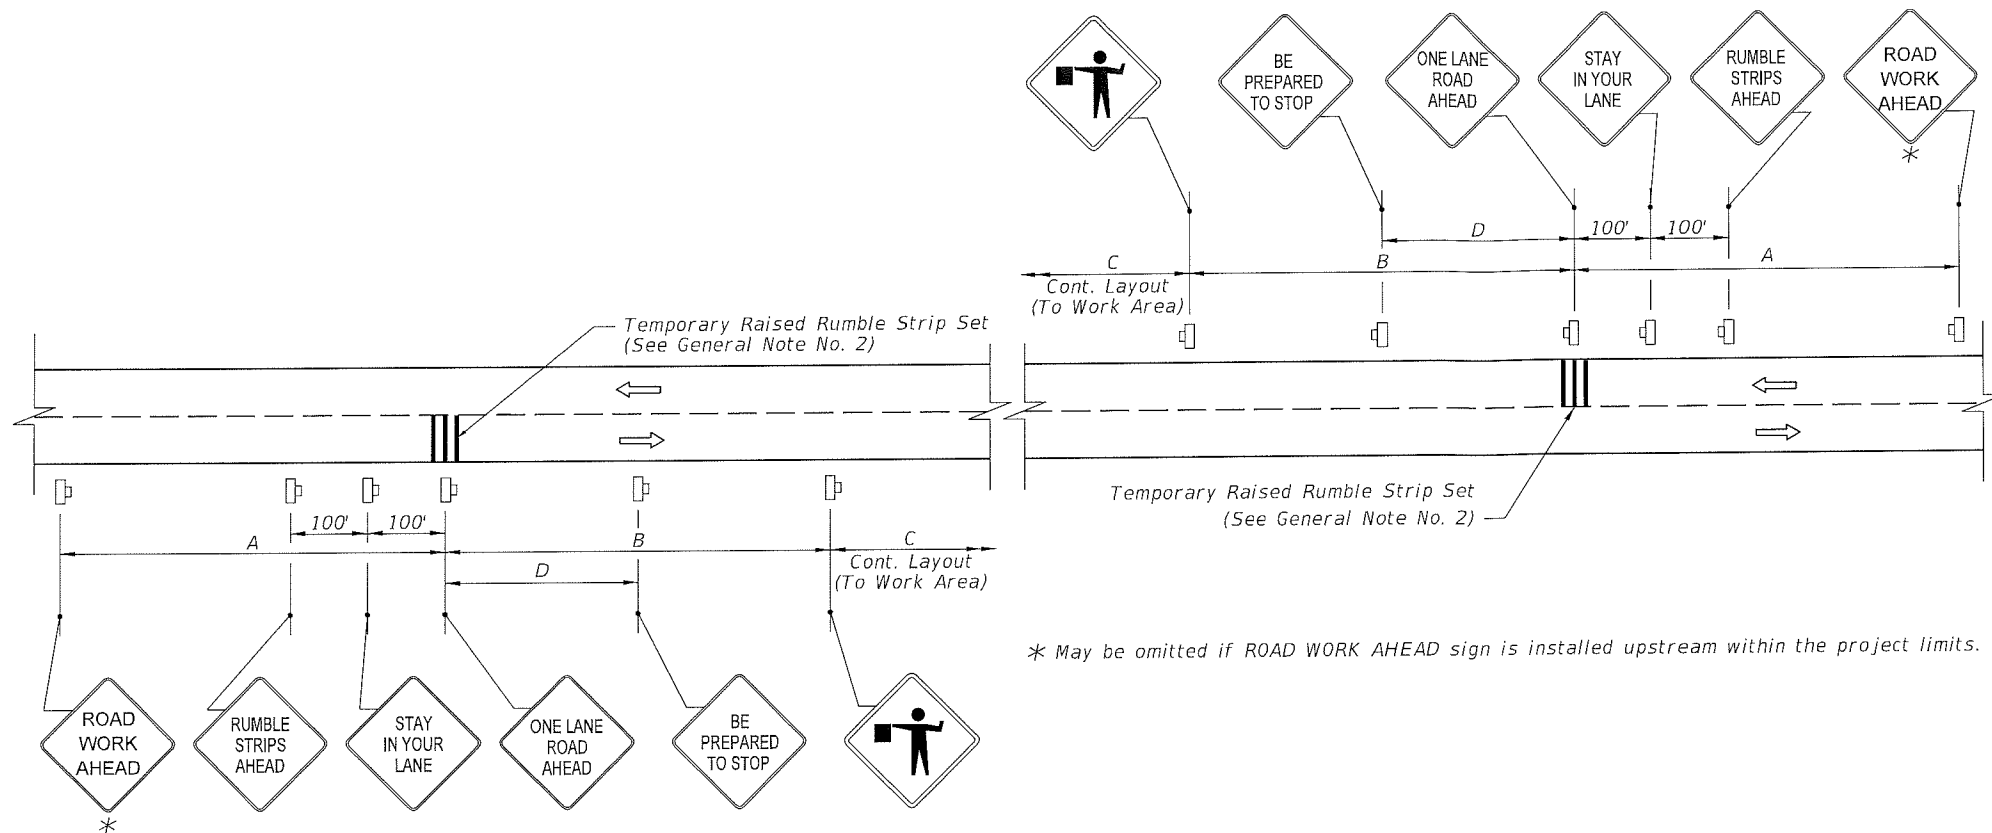 BE
PREPARED
TO STOP
ONE LANE
ROAD
AHEAD
STAY
IN YOUR
LANE
RUMBLE
STRIPS
AHEAD
ROAD
WORK
AHEAD
*
D
100'
100'
C
B
A
Cont. Layout
(To Work Area)
Temporary Raised Rumble Strip Set
(See General Note No. 2)
Temporary Raised Rumble Strip Set
(See General Note No. 2)
100'
100'
A
B
C
Cont. Layout
(To Work Area)
D
* May be omitted if ROAD WORK AHEAD sign is installed upstream within the project limits.
ROAD
WORK
AHEAD
*
RUMBLE
STRIPS
AHEAD
STAY
IN YOUR
LANE
ONE LANE
ROAD
AHEAD
BE
PREPARED
TO STOP